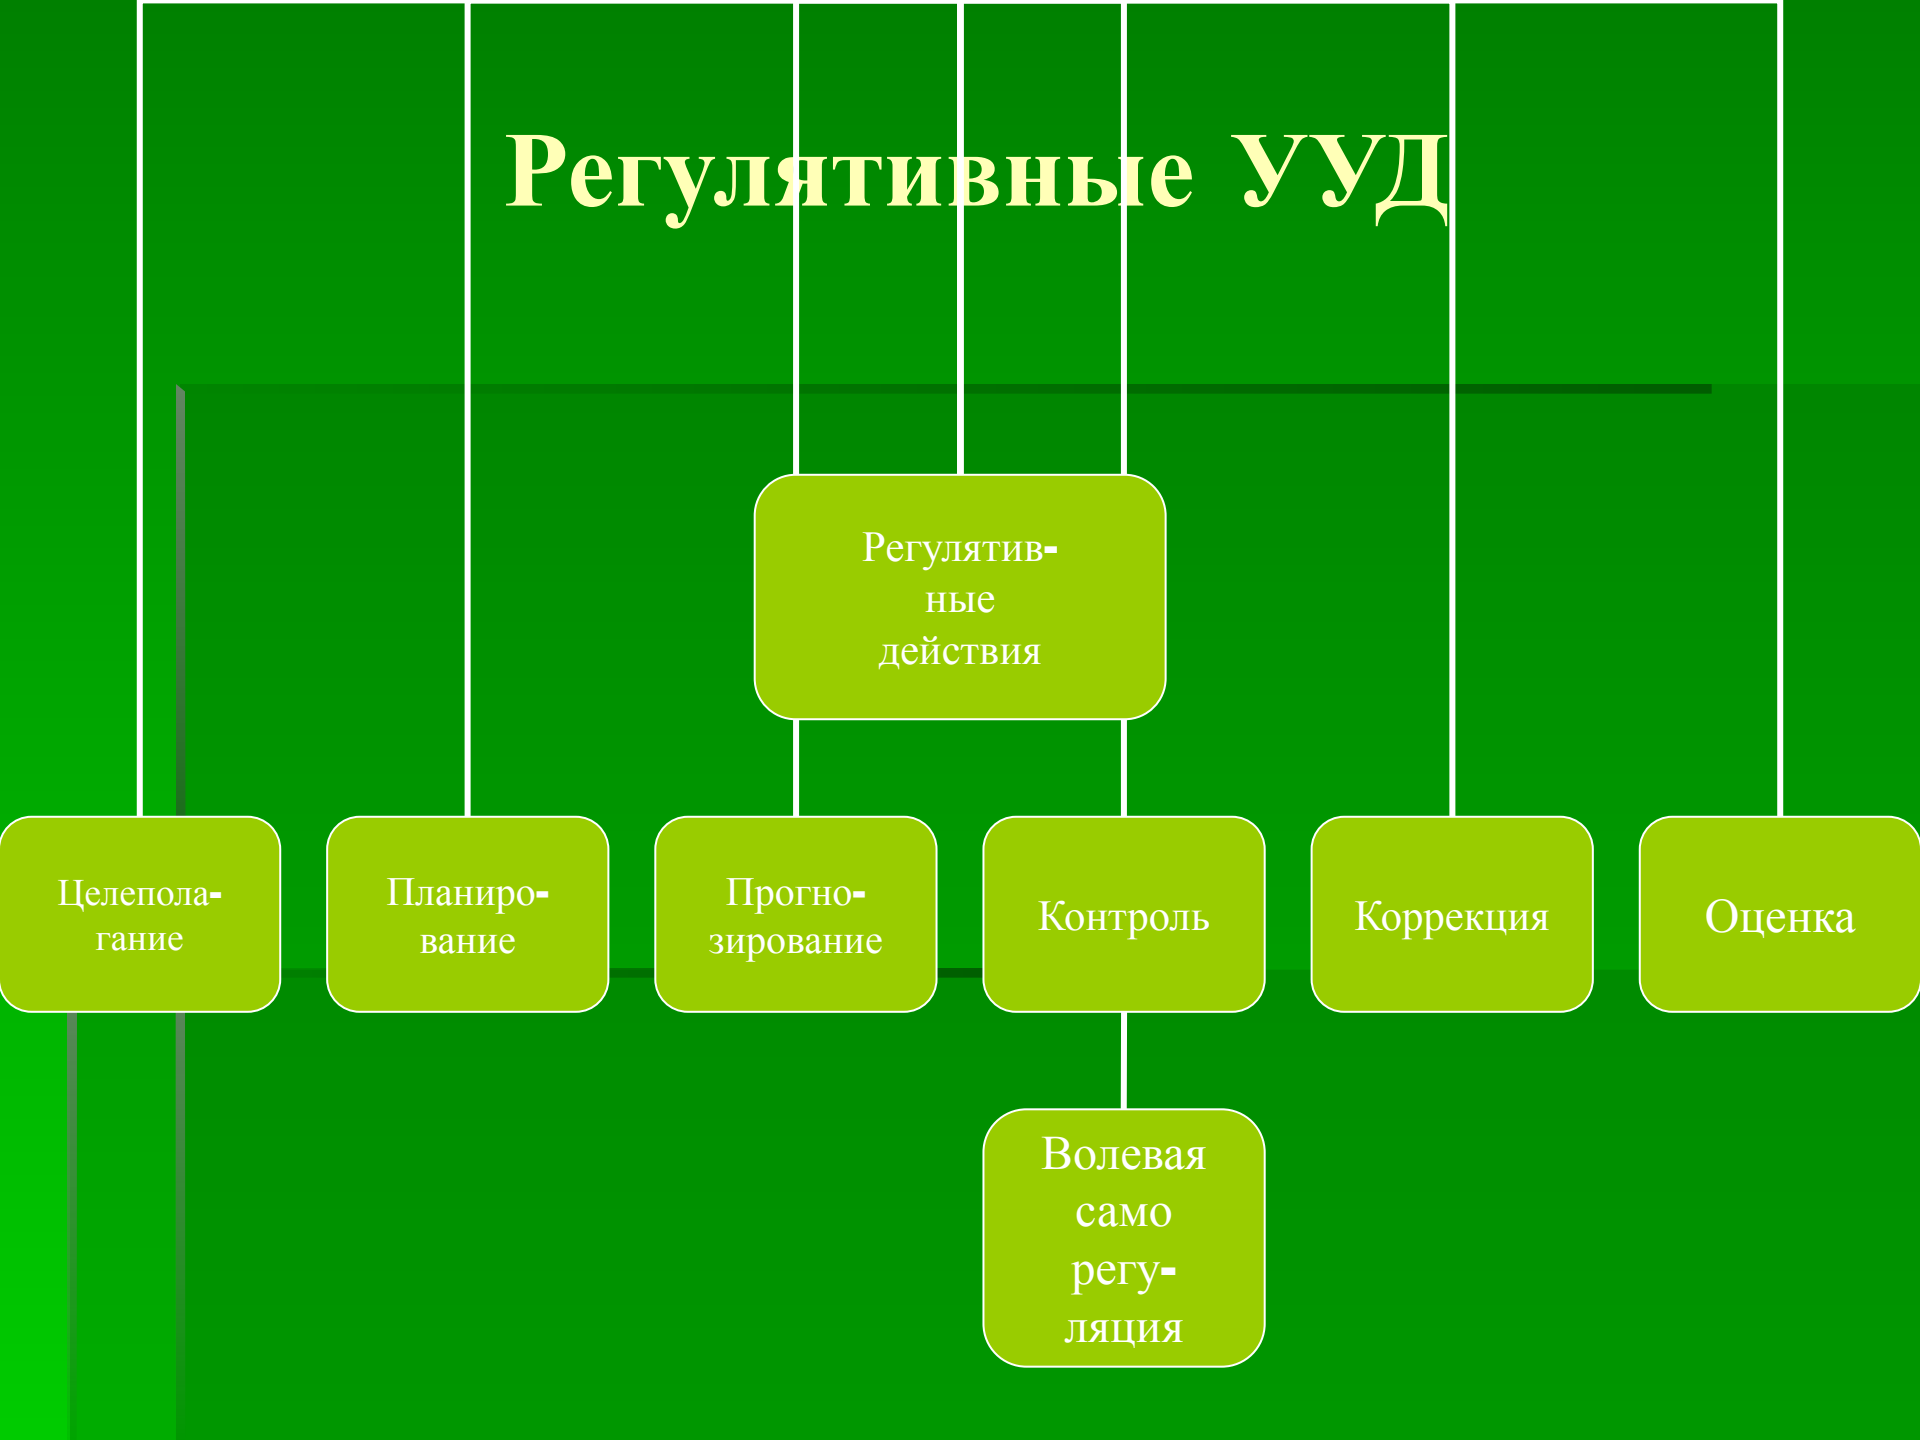 Регулятивные УУД
Регулятив-
ные
действия
Целепола-
гание
Планиро-
вание
Прогно-
зирование
Контроль
Коррекция
Оценка
Волевая
само
регу-
ляция